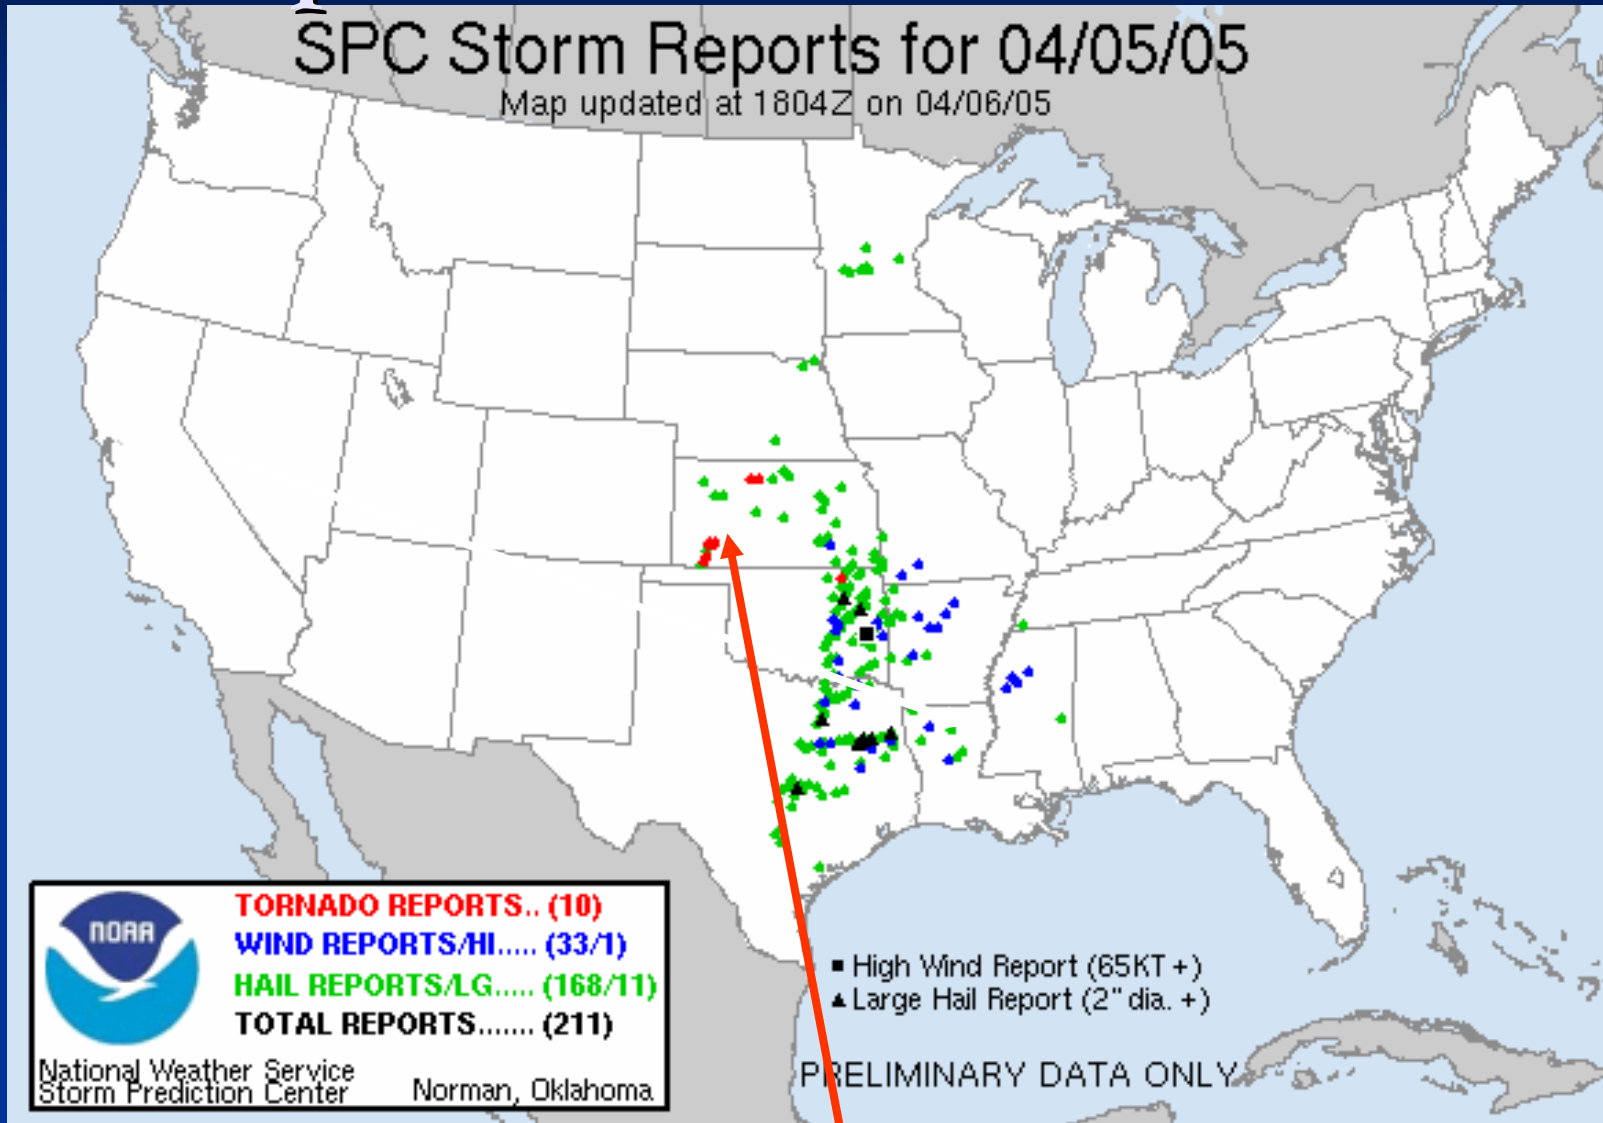 SPC Storm Reports for 04/05/05
Map updated at 1804Z on 04/06/05
NOAA
TORNADO REPORTS.. (10)
WIND REPORTS/HI..... (33/1)
HAIL REPORTS/LG..... (168/11)
TOTAL REPORTS....... (211)
National Weather Service
Storm Prediction Center Norman, Oklahoma
■ High Wind Report (65KT +)
▲ Large Hail Report (2" dia. +)
PRELIMINARY DATA ONLY